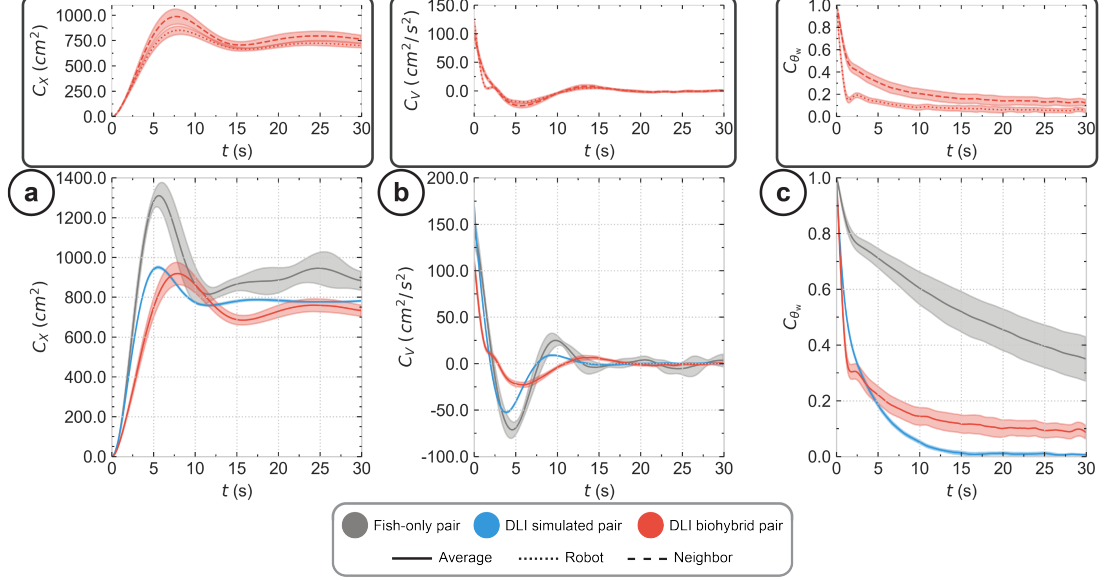 1000.0
750.0
500.0
250.0
0.0
C_X (cm²)
0 5 10 15 20 25 30
t (s)
150.0
100.0
50.0
0.0
C_V (cm²/s²)
0 5 10 15 20 25 30
t (s)
1.0
0.8
0.6
0.4
0.2
0.0
C_θw
0 5 10 15 20 25 30
t (s)
a
1400.0
1200.0
1000.0
800.0
600.0
400.0
200.0
0.0
C_X (cm²)
0 5 10 15 20 25 30
t (s)
b
200.0
150.0
100.0
50.0
0.0
-50.0
-100.0
C_V (cm²/s²)
0 5 10 15 20 25 30
t (s)
c
1.0
0.8
0.6
0.4
0.2
0.0
C_θw
0 5 10 15 20 25 30
t (s)
Fish-only pair DLI simulated pair DLI biohybrid pair
Average Robot Neighbor